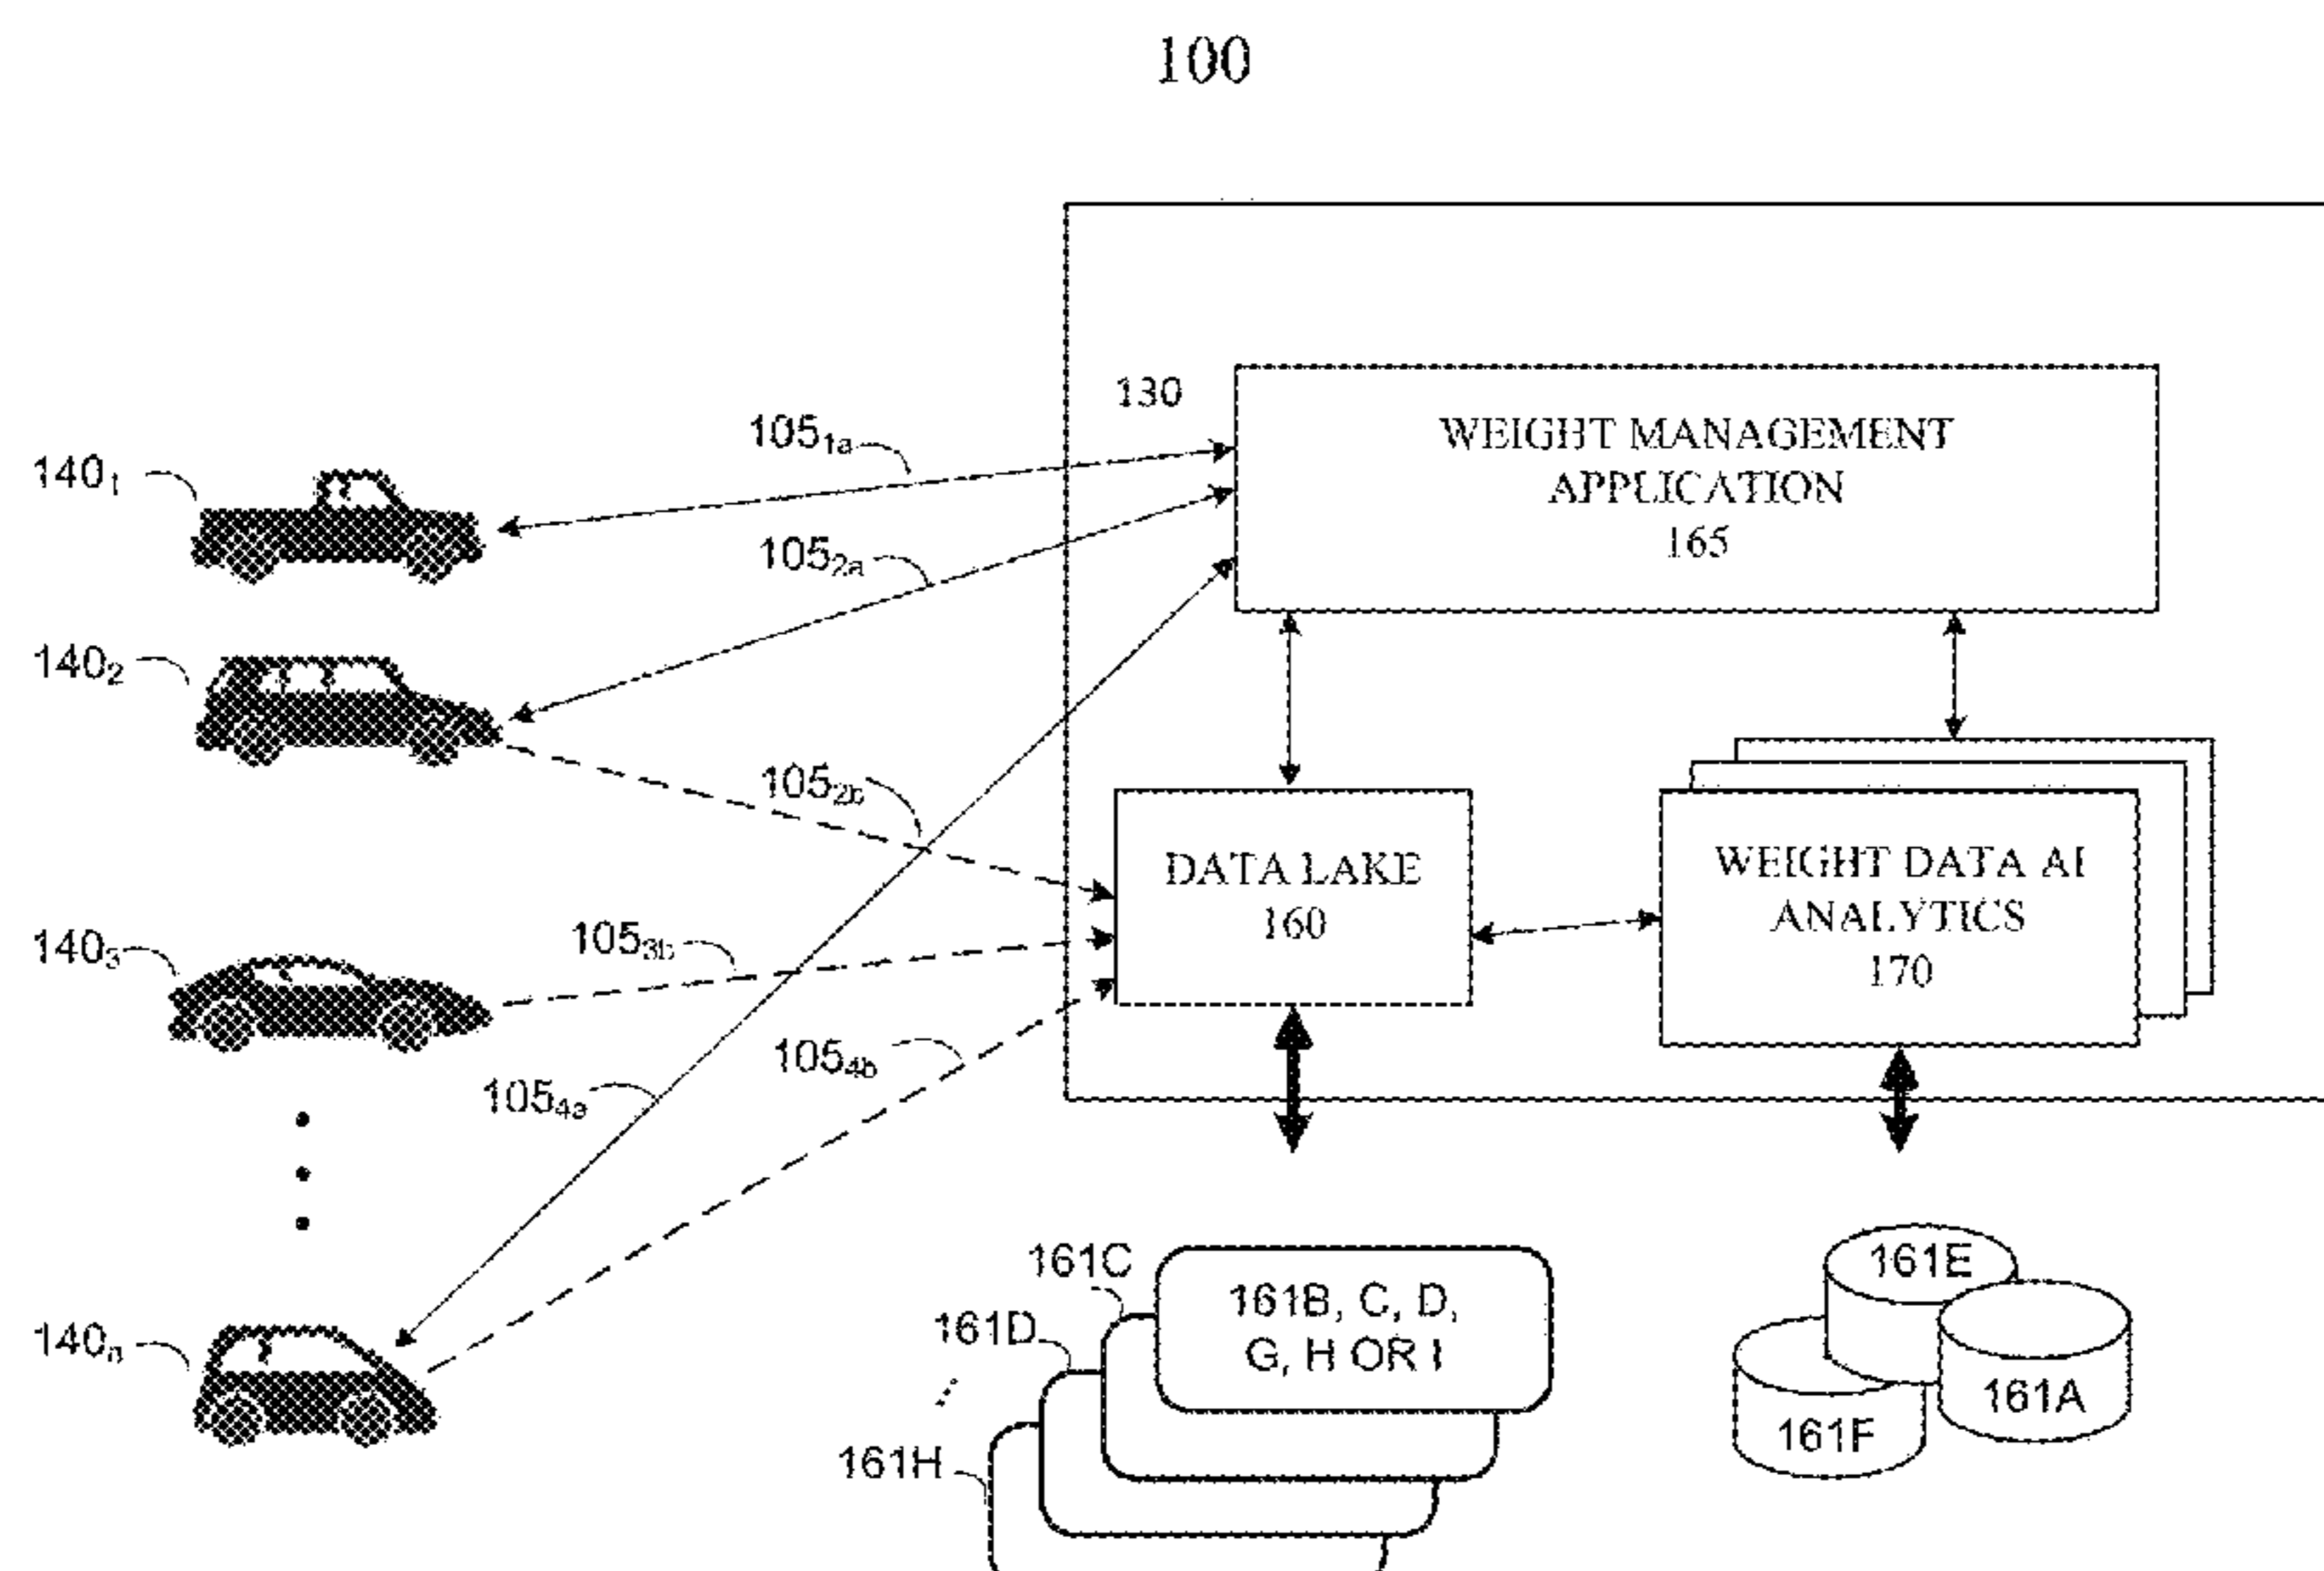 100
130
WEIGHT MANAGEMENT
APPLICATION
165
105₁ₐ
140₁
105₂ₐ
140₂
105₂b
DATA LAKE
160
WEIGHT DATA AI
ANALYTICS
170
140₃
105₃b
105₄b
105₄ₐ
161C
161B, C, D,
G, H OR I
161E
161D
140ₙ
161A
161F
161H